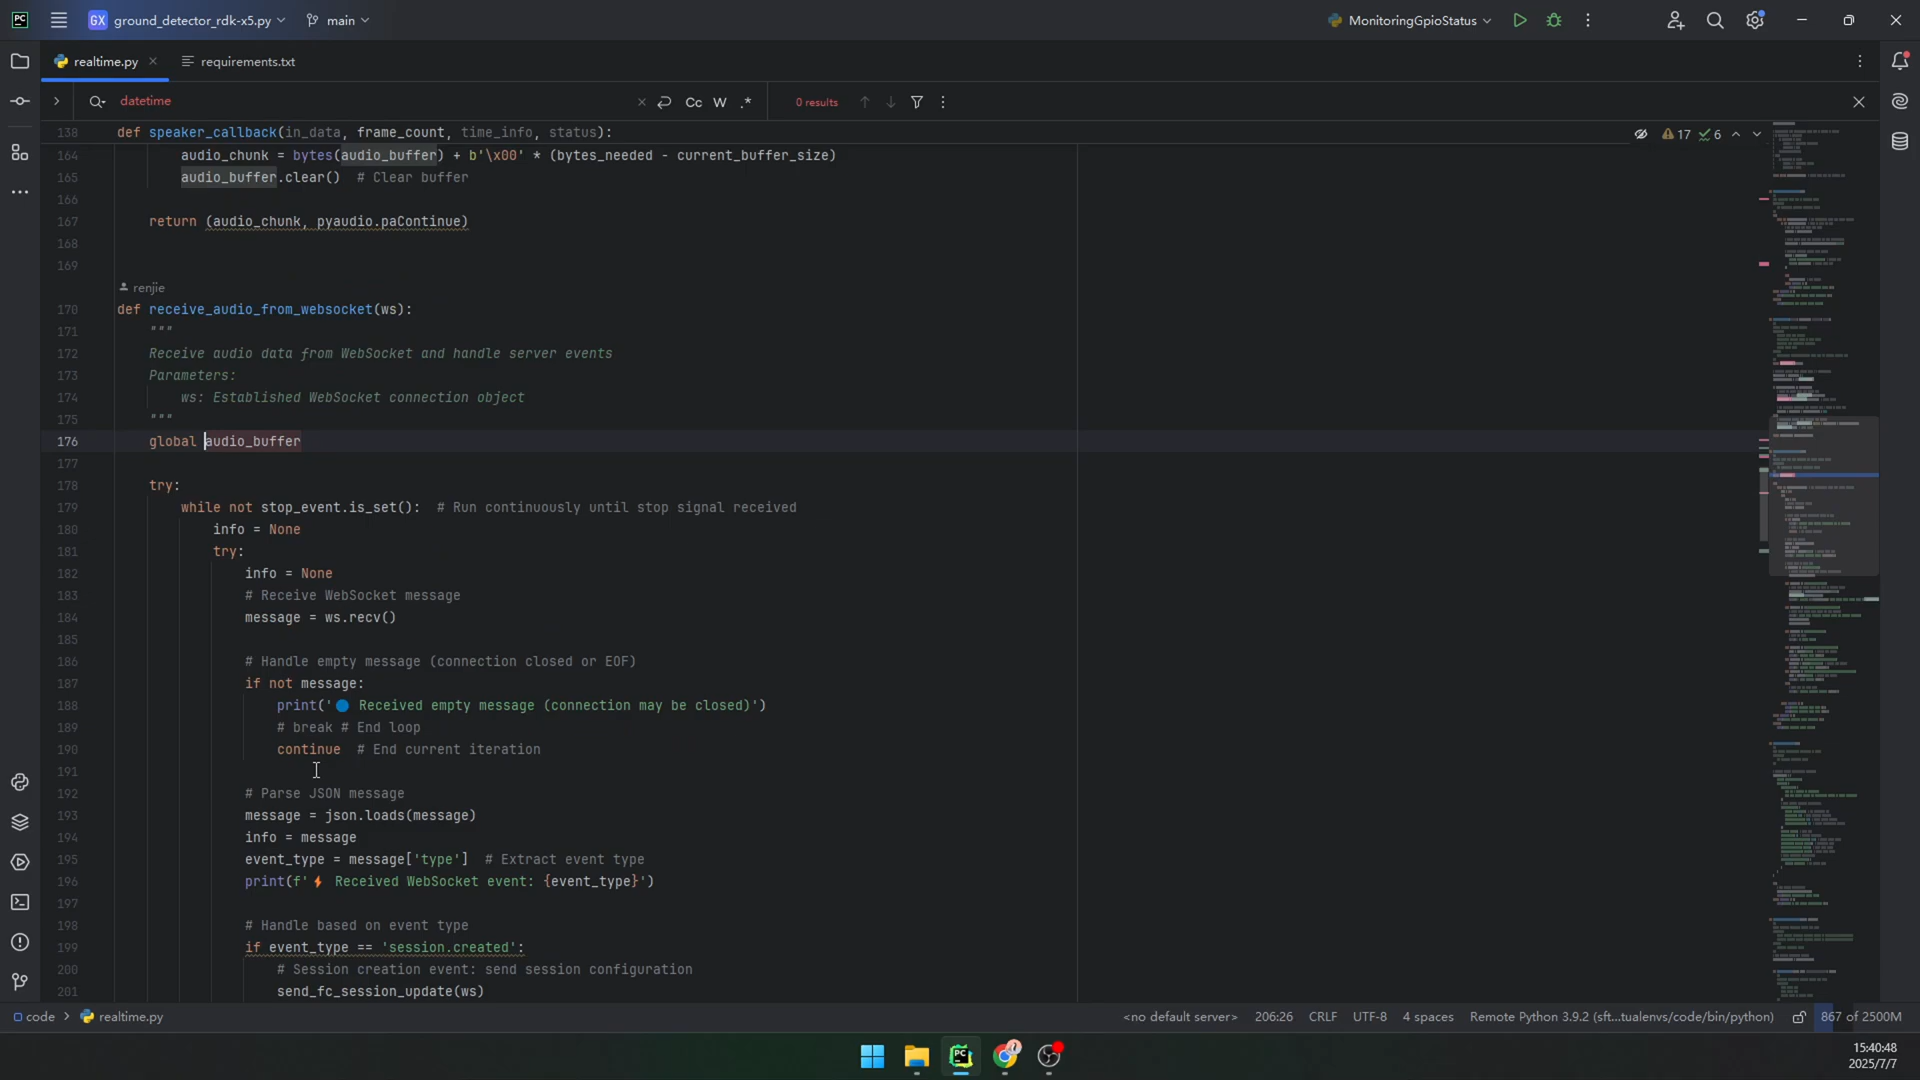 PC GX ground_detector_rdk-x5.py main MonitoringGpioStatus
realtime.py requirements.txt
datetime Cc W .* 0 results
138 def speaker_callback(in_data, frame_count, time_info, status): 17 6
164 audio_chunk = bytes(audio_buffer) + b'\x00' * (bytes_needed - current_buffer_size)
165 audio_buffer.clear()  # Clear buffer
166
167 return (audio_chunk, pyaudio.paContinue)
168
169
renjie
170 def receive_audio_from_websocket(ws):
171 """
172 Receive audio data from WebSocket and handle server events
173 Parameters:
174 ws: Established WebSocket connection object
175 """
176 global audio_buffer
177
178 try:
179 while not stop_event.is_set():  # Run continuously until stop signal received
180 info = None
181 try:
182 info = None
183 # Receive WebSocket message
184 message = ws.recv()
185
186 # Handle empty message (connection closed or EOF)
187 if not message:
188 print('🔵 Received empty message (connection may be closed)')
189 # break # End loop
190 continue  # End current iteration
191
192 # Parse JSON message
193 message = json.loads(message)
194 info = message
195 event_type = message['type']  # Extract event type
196 print(f'⚡ Received WebSocket event: {event_type}')
197
198 # Handle based on event type
199 if event_type == 'session.created':
200 # Session creation event: send session configuration
201 send_fc_session_update(ws)
code > realtime.py <no default server> 206:26 CRLF UTF-8 4 spaces Remote Python 3.9.2 (sft...tualenvs/code/bin/python) 867 of 2500M
PC
15:40:48
2025/7/7